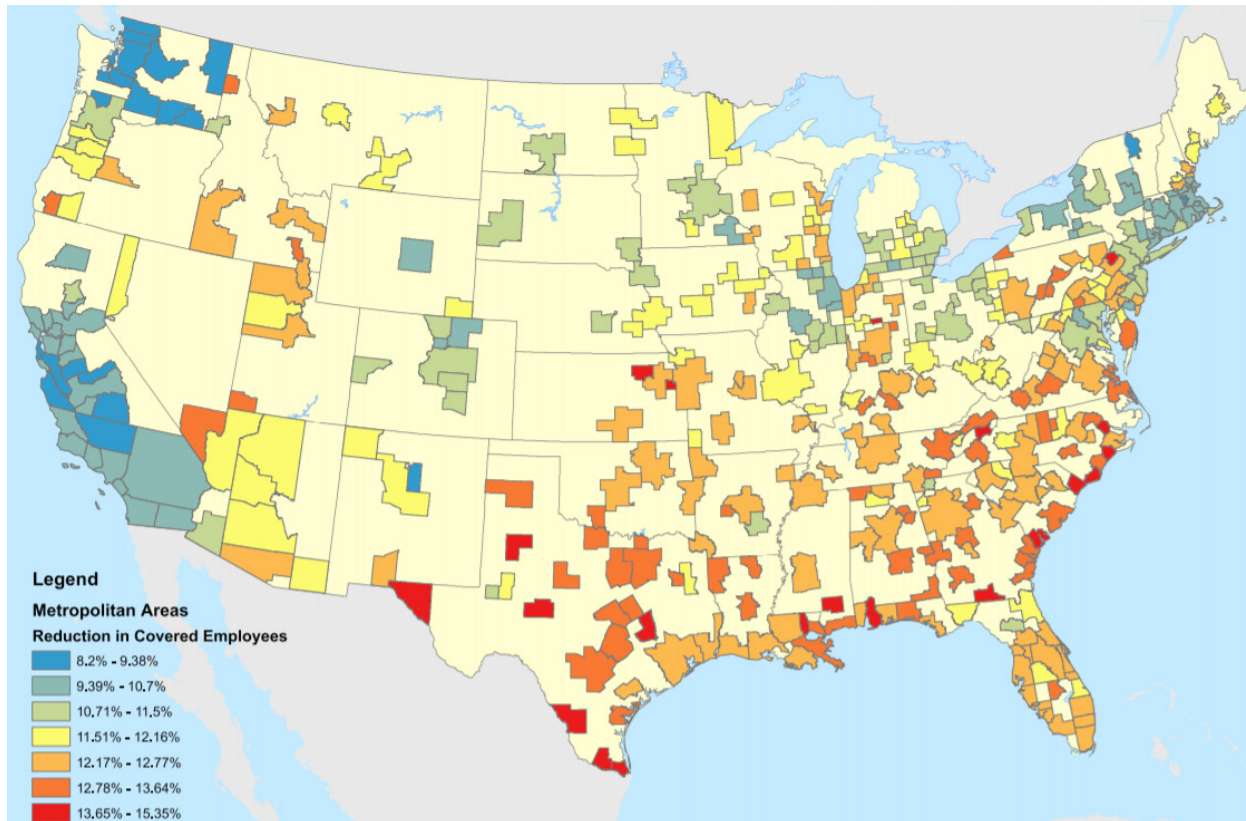 Legend
Metropolitan Areas
Reduction in Covered Employees
8.2% - 9.38%
9.39% - 10.7%
10.71% - 11.5%
11.51% - 12.16%
12.17% - 12.77%
12.78% - 13.64%
13.65% - 15.35%